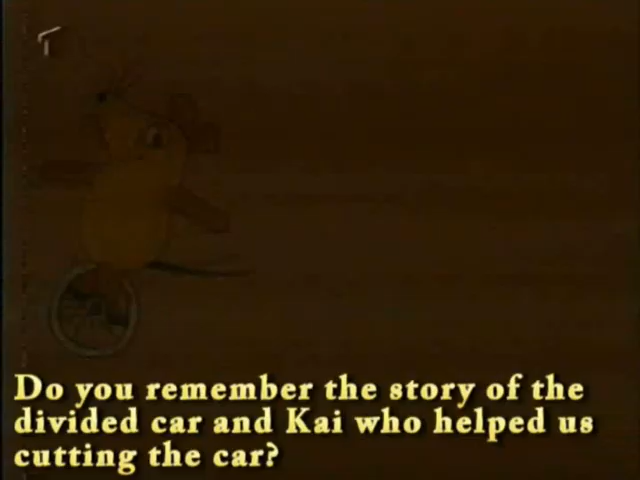 Do you remember the story of the
divided car and Kai who helped us
cutting the car?